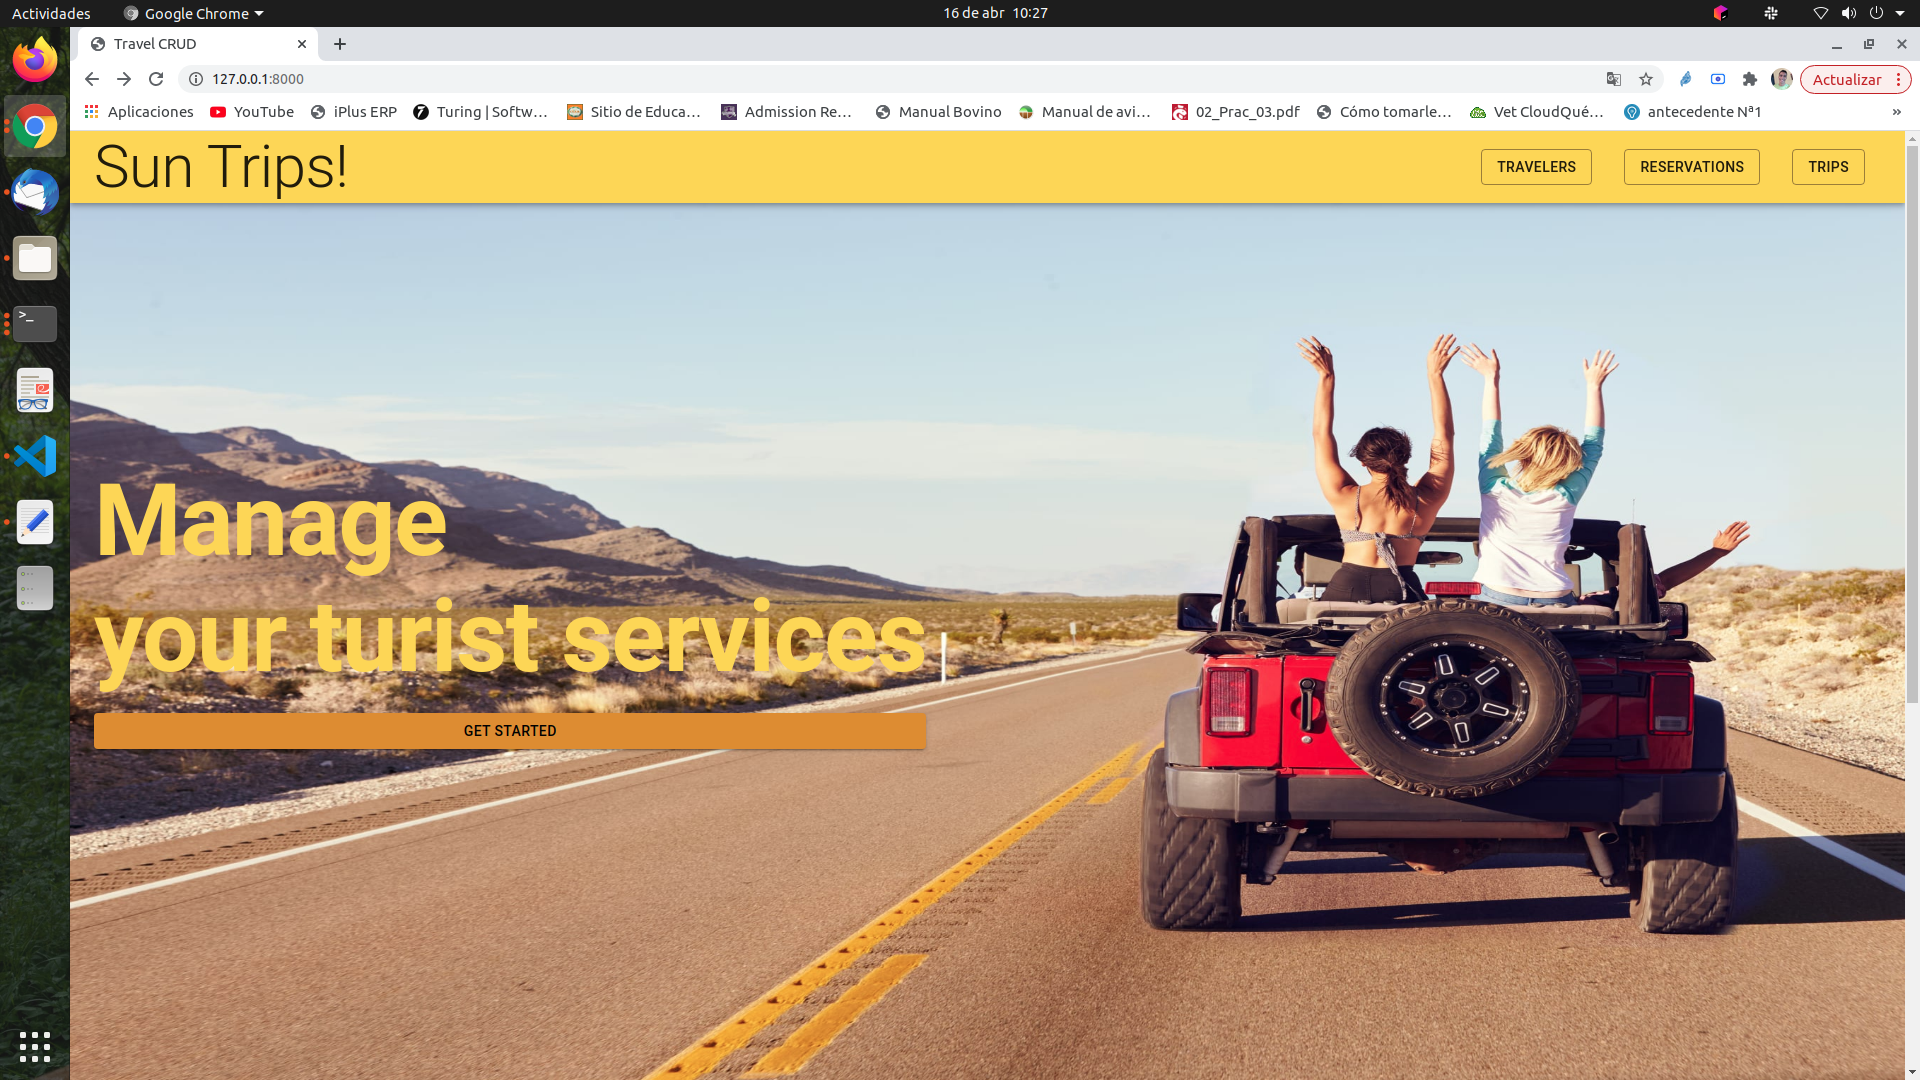 Actividades Google Chrome 16 de abr 10:27
Travel CRUD
127.0.0.1:8000 Actualizar
Aplicaciones YouTube iPlus ERP Turing | Softw... Sitio de Educa... Admission Re... Manual Bovino Manual de avi... 02_Prac_03.pdf Cómo tomarle... Vet CloudQué... antecedente Nª1 »
Sun Trips! TRAVELERS RESERVATIONS TRIPS
Manage
your turist services
GET STARTED